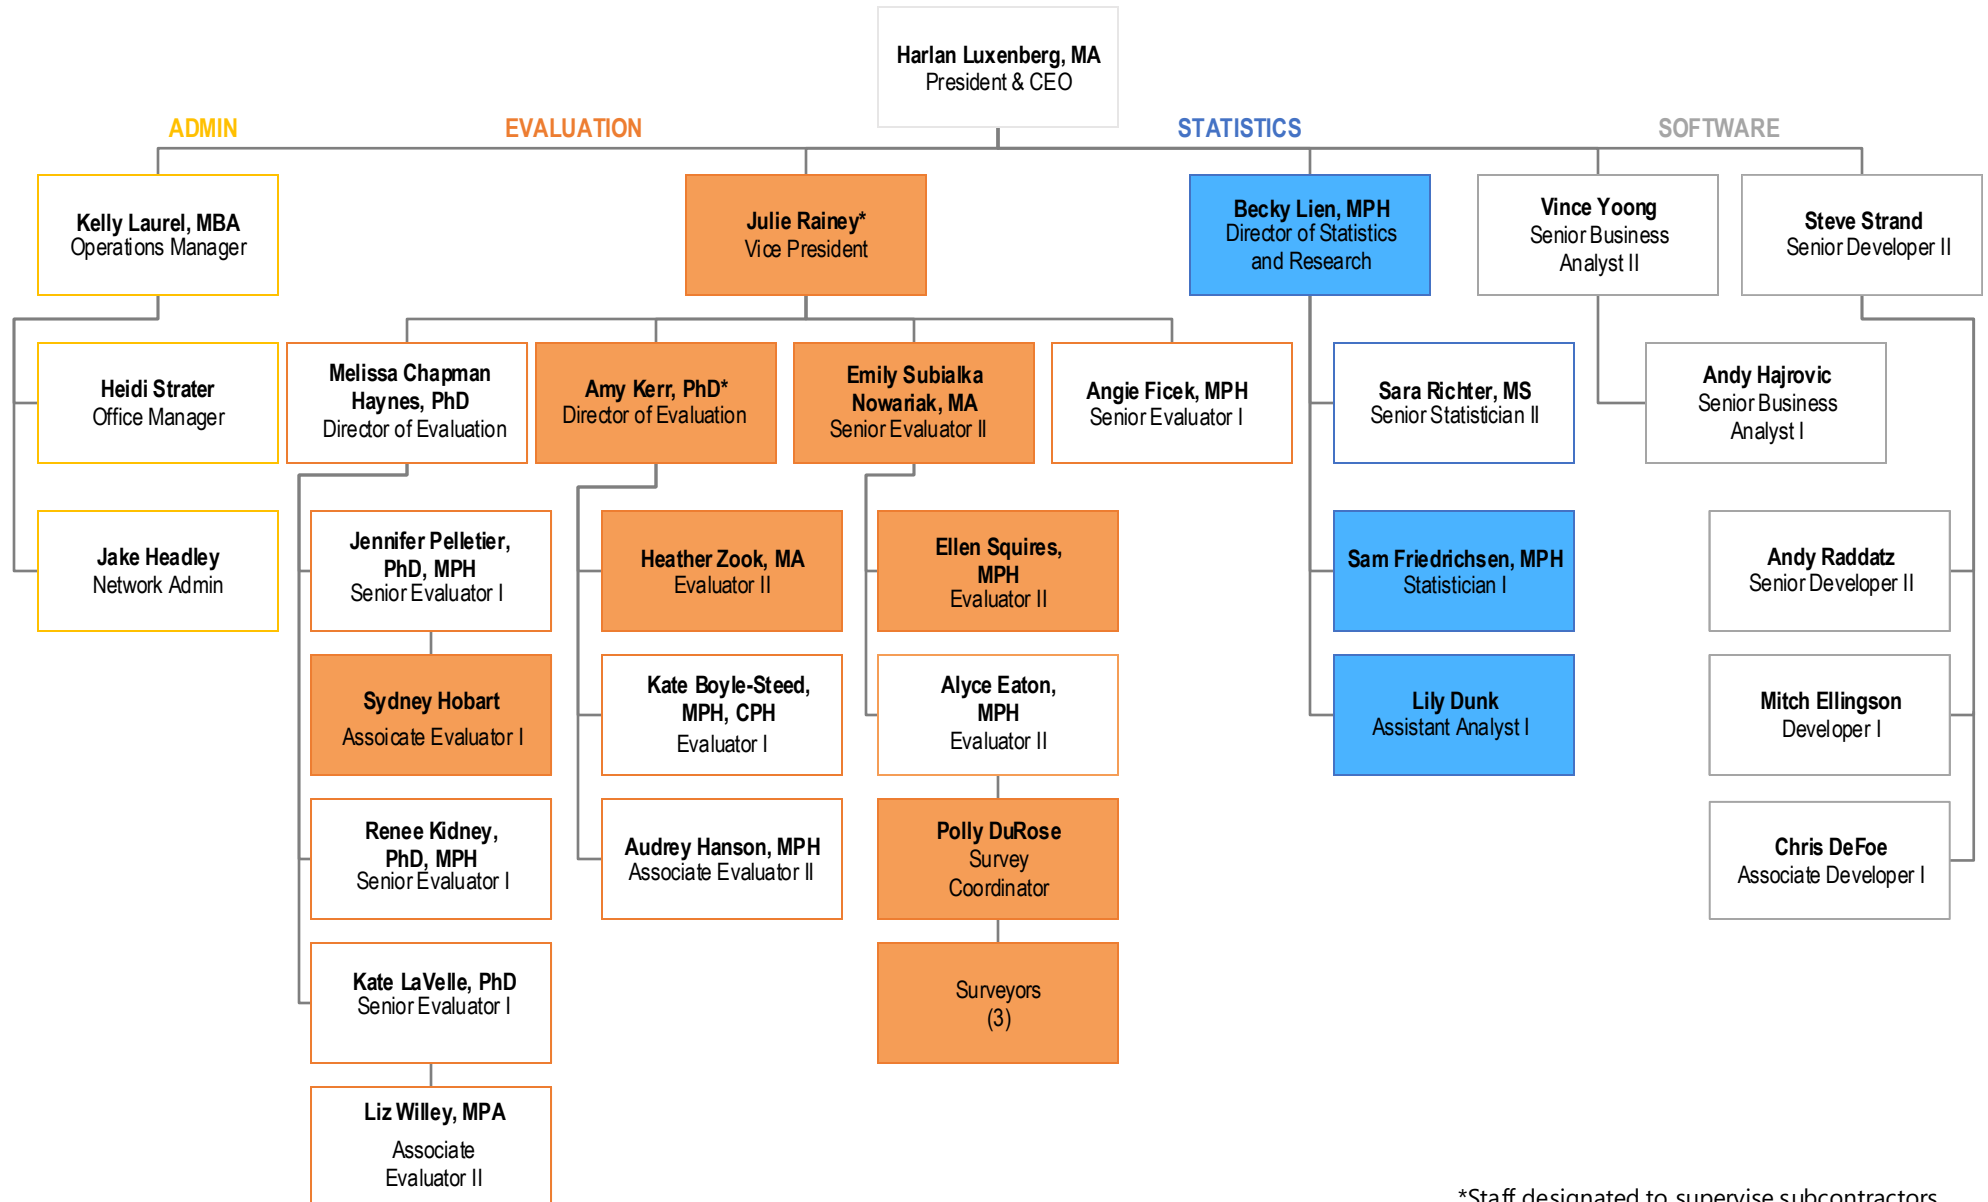 Harlan Luxenberg, MA
President & CEO
ADMIN
EVALUATION
STATISTICS
SOFTWARE
Kelly Laurel, MBA
Operations Manager
Julie Rainey*
Vice President
Becky Lien, MPH
Director of Statistics
and Research
Vince Yoong
Senior Business
Analyst II
Steve Strand
Senior Developer II
Heidi Strater
Office Manager
Melissa Chapman
Haynes, PhD
Director of Evaluation
Amy Kerr, PhD*
Director of Evaluation
Emily Subialka
Nowariak, MA
Senior Evaluator II
Angie Ficek, MPH
Senior Evaluator I
Sara Richter, MS
Senior Statistician II
Andy Hajrovic
Senior Business
Analyst I
Jake Headley
Network Admin
Jennifer Pelletier,
PhD, MPH
Senior Evaluator I
Heather Zook, MA
Evaluator II
Ellen Squires,
MPH
Evaluator II
Sam Friedrichsen, MPH
Statistician I
Andy Raddatz
Senior Developer II
Sydney Hobart
Assoicate Evaluator I
Kate Boyle-Steed,
MPH, CPH
Evaluator I
Alyce Eaton,
MPH
Evaluator II
Lily Dunk
Assistant Analyst I
Mitch Ellingson
Developer I
Renee Kidney,
PhD, MPH
Senior Evaluator I
Audrey Hanson, MPH
Associate Evaluator II
Polly DuRose
Survey
Coordinator
Chris DeFoe
Associate Developer I
Kate LaVelle, PhD
Senior Evaluator I
Surveyors
(3)
Liz Willey, MPA
Associate
Evaluator II
*Staff designated to supervise subcontractors